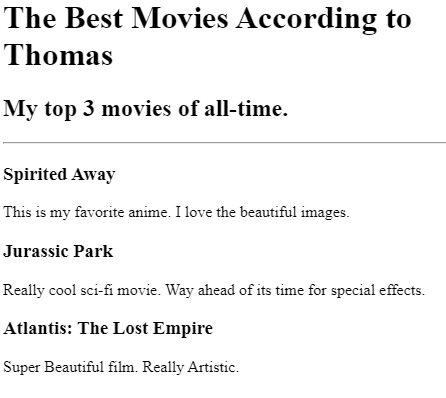 The Best Movies According to
Thomas
My top 3 movies of all-time.
Spirited Away
This is my favorite anime. I love the beautiful images.
Jurassic Park
Really cool sci-fi movie. Way ahead of its time for special effects.
Atlantis: The Lost Empire
Super Beautiful film. Really Artistic.